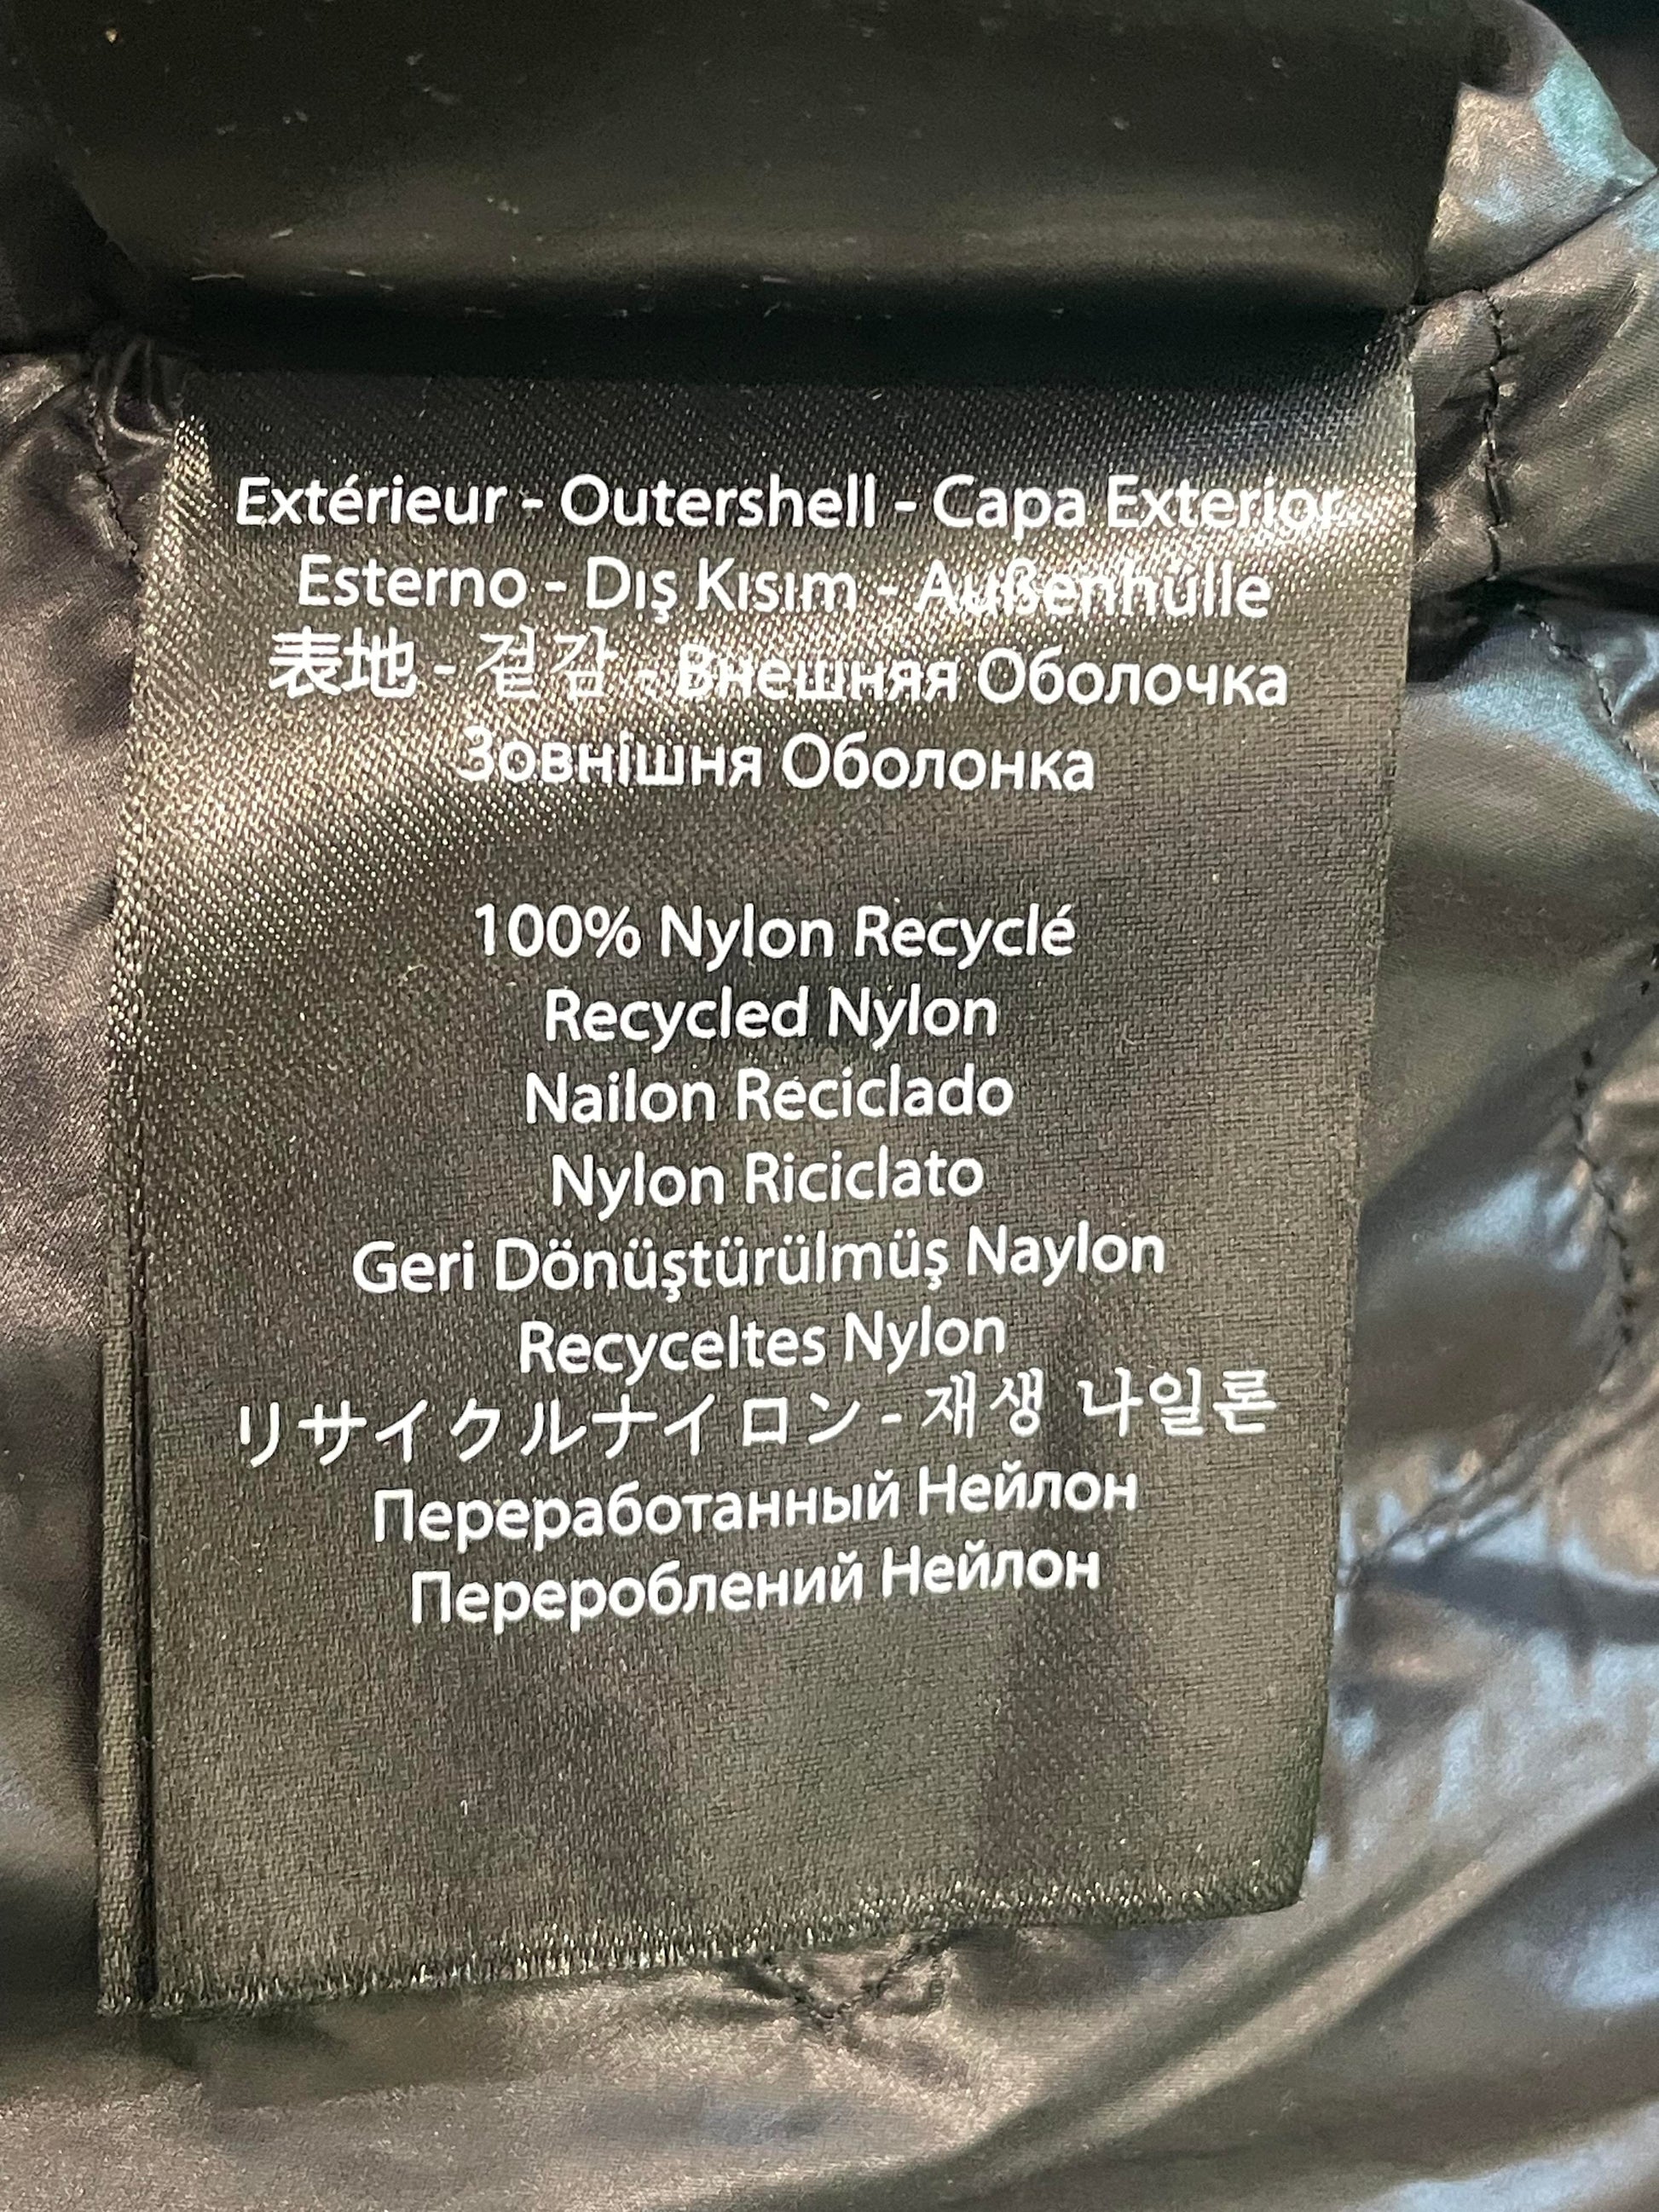 Extérieur - Outershell - Capa Exterior
Esterno - Dış Kısım - Außenhülle
表地 - 겉감 - Внешняя Оболочка
Зовнішня Оболонка
100% Nylon Recyclé
Recycled Nylon
Nailon Reciclado
Nylon Riciclato
Geri Dönüştürülmüş Naylon
Recyceltes Nylon
リサイクルナイロン - 재생 나일론
Переработанный Нейлон
Перероблений Нейлон